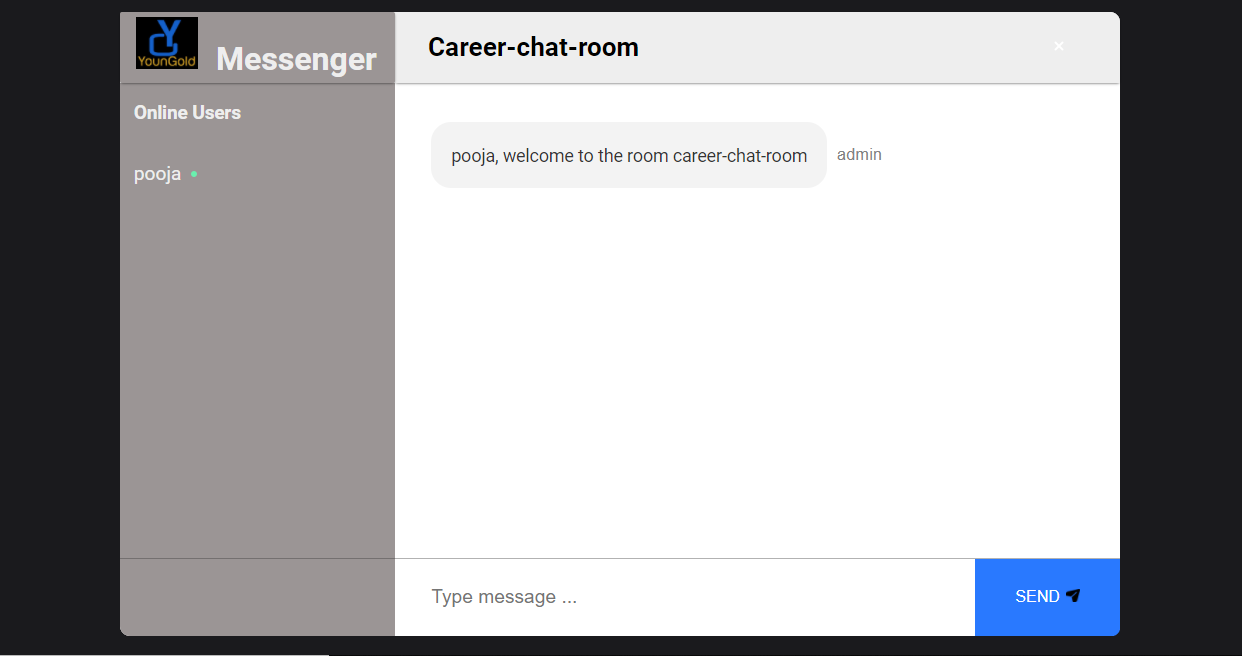 YounGold
Messenger
Career-chat-room
×
Online Users
pooja
pooja, welcome to the room career-chat-room
admin
Type message ...
SEND